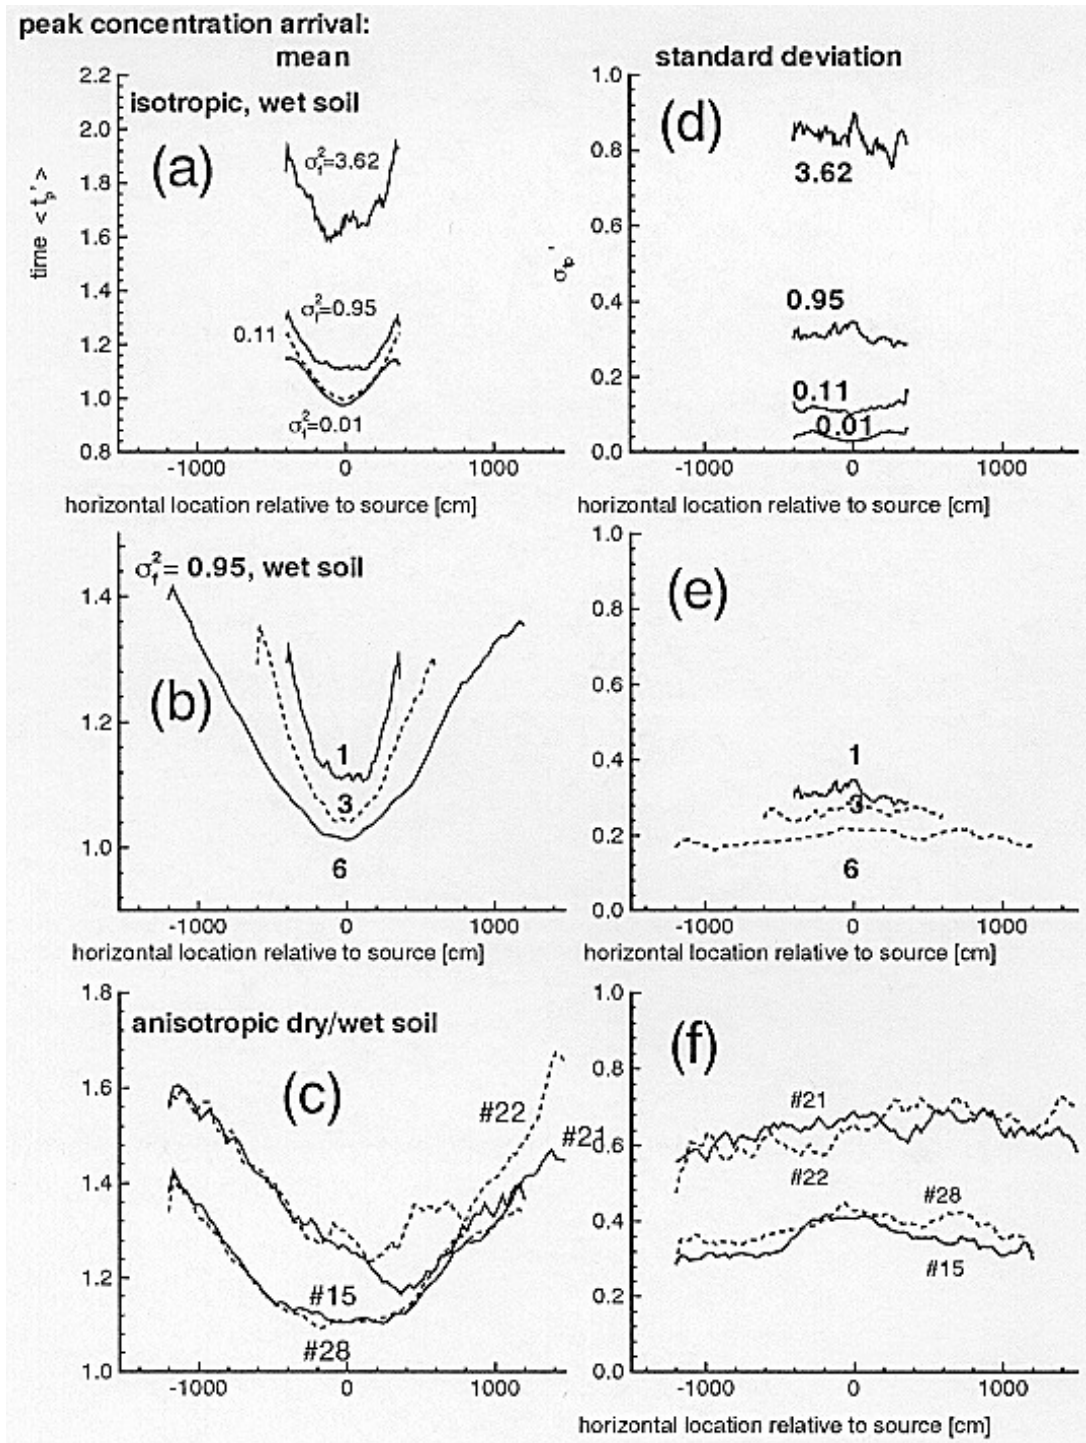 peak concentration arrival:
mean
standard deviation
isotropic, wet soil
(a)
time < tp' >
2.2
2.0
1.8
1.6
1.4
1.2
1.0
0.8
σf²=3.62
σf²=0.95
0.11
σf²=0.01
-1000 0 1000
horizontal location relative to source [cm]
(d)
σtp'
1.0
0.8
0.6
0.4
0.2
0.0
3.62
0.95
0.11
0.01
-1000 0 1000
horizontal location relative to source [cm]
σf²= 0.95, wet soil
(b)
1.4
1.2
1.0
1
3
6
-1000 0 1000
horizontal location relative to source [cm]
(e)
1.0
0.8
0.6
0.4
0.2
0.0
1
3
6
-1000 0 1000
horizontal location relative to source [cm]
anisotropic dry/wet soil
(c)
1.8
1.6
1.4
1.2
1.0
#22
#21
#15
#28
-1000 0 1000
(f)
1.0
0.8
0.6
0.4
0.2
0.0
#21
#22
#28
#15
-1000 0 1000
horizontal location relative to source [cm]